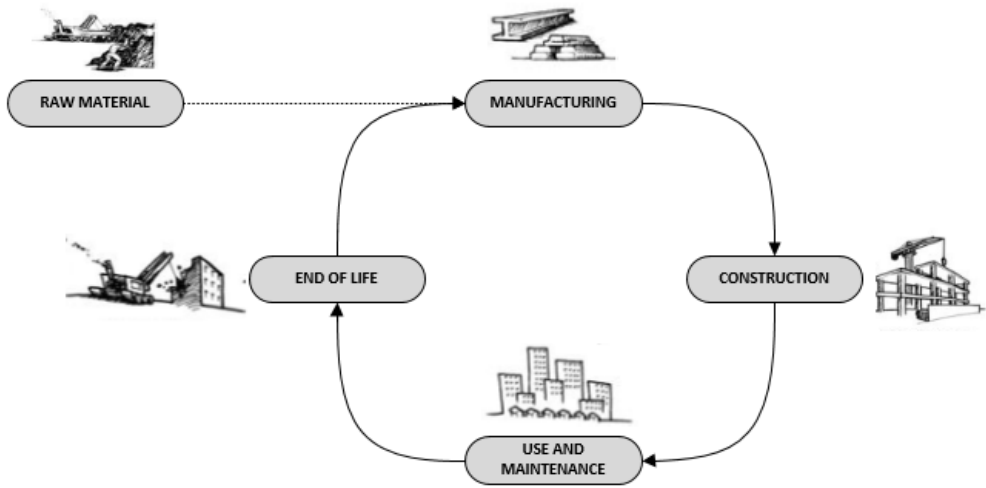 RAW MATERIAL
MANUFACTURING
END OF LIFE
CONSTRUCTION
USE AND
MAINTENANCE